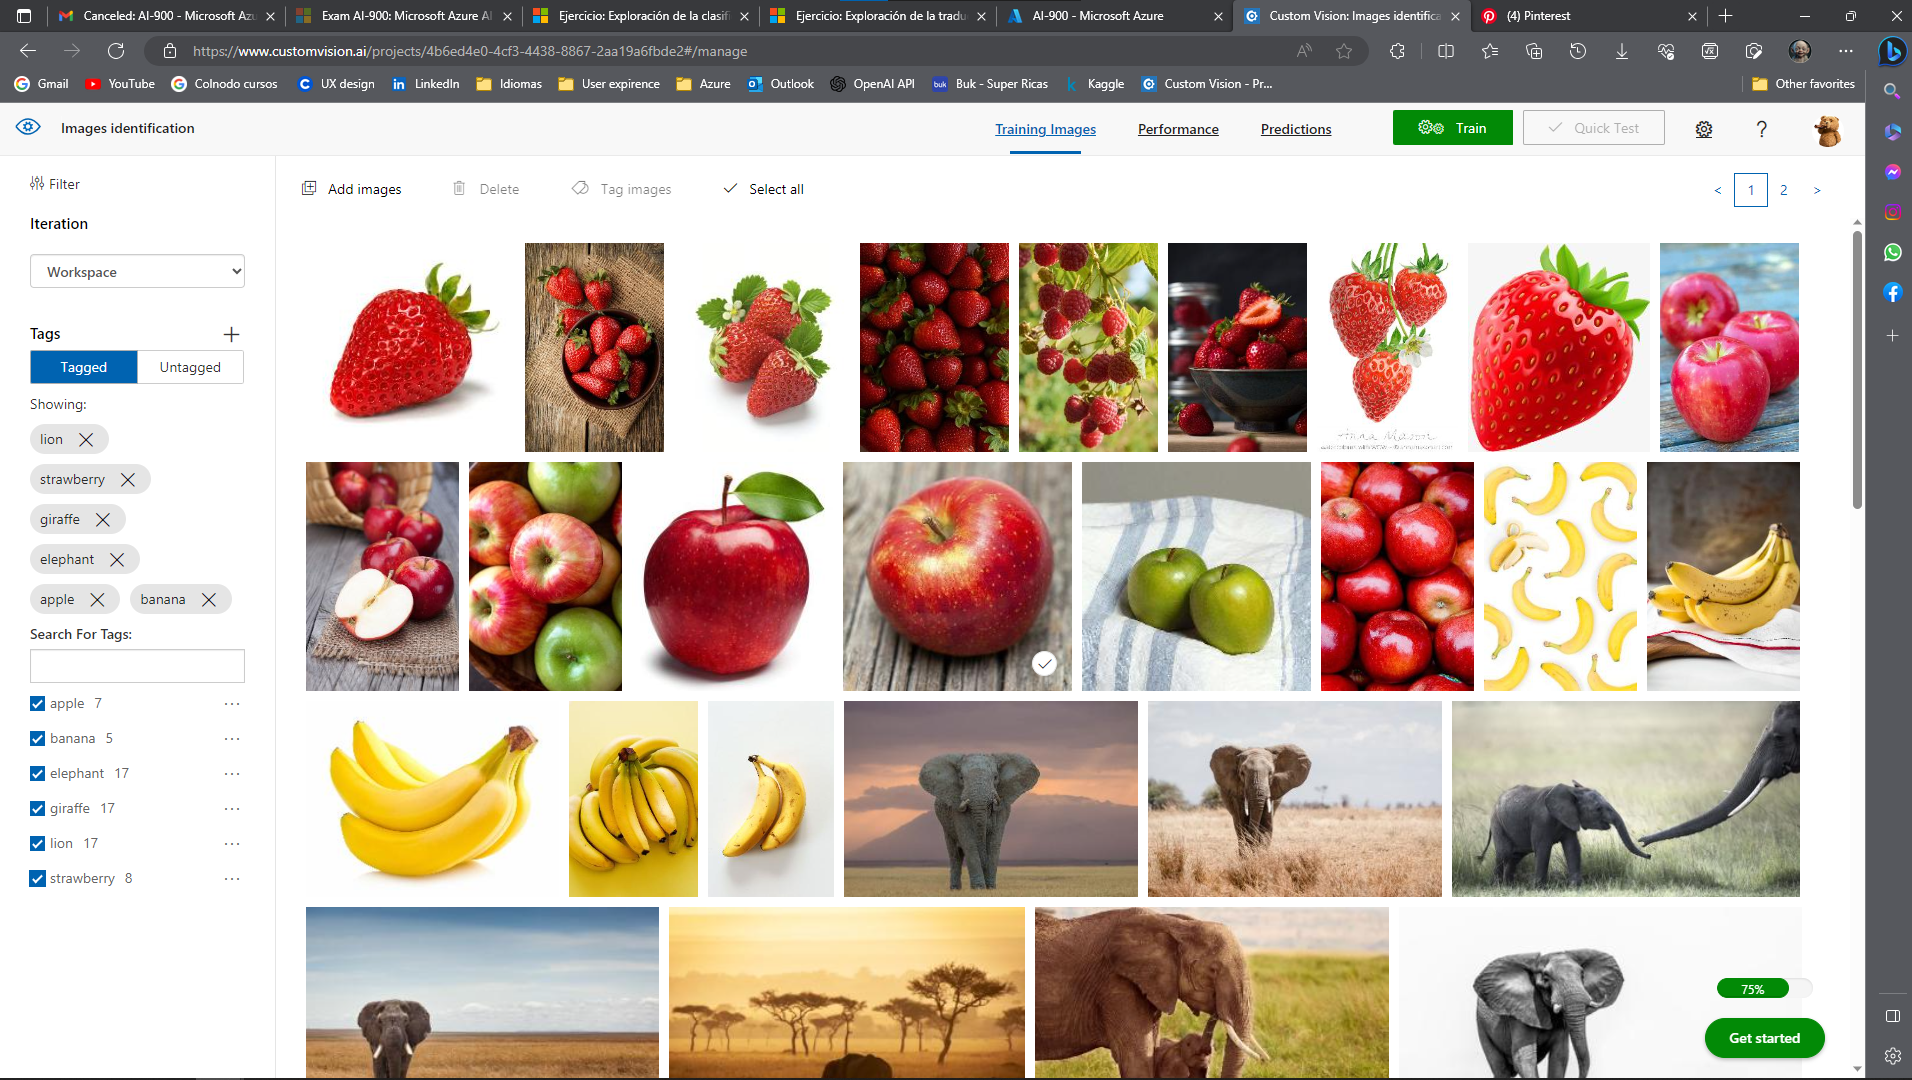 Canceled: AI-900 - Microsoft Azu
Exam AI-900: Microsoft Azure AI
Ejercicio: Exploración de la clasifi
Ejercicio: Exploración de la tradu
AI-900 - Microsoft Azure
Custom Vision: Images identifica
(4) Pinterest
https://www.customvision.ai/projects/4b6ed4e0-4cf3-4438-8867-2aa19a6fbde2#/manage
Gmail
YouTube
Colnodo cursos
UX design
LinkedIn
Idiomas
User expirence
Azure
Outlook
OpenAI API
buk
Buk - Super Ricas
Kaggle
Custom Vision - Pr...
Other favorites
Images identification
Training Images
Performance
Predictions
Train
Quick Test
?
Filter
Add images
Delete
Tag images
Select all
< 1 2 >
Iteration
Workspace
Tags
Tagged
Untagged
Showing:
lion
strawberry
giraffe
elephant
apple
banana
Search For Tags:
apple 7
banana 5
elephant 17
giraffe 17
lion 17
strawberry 8
Anna Mason
75%
Get started